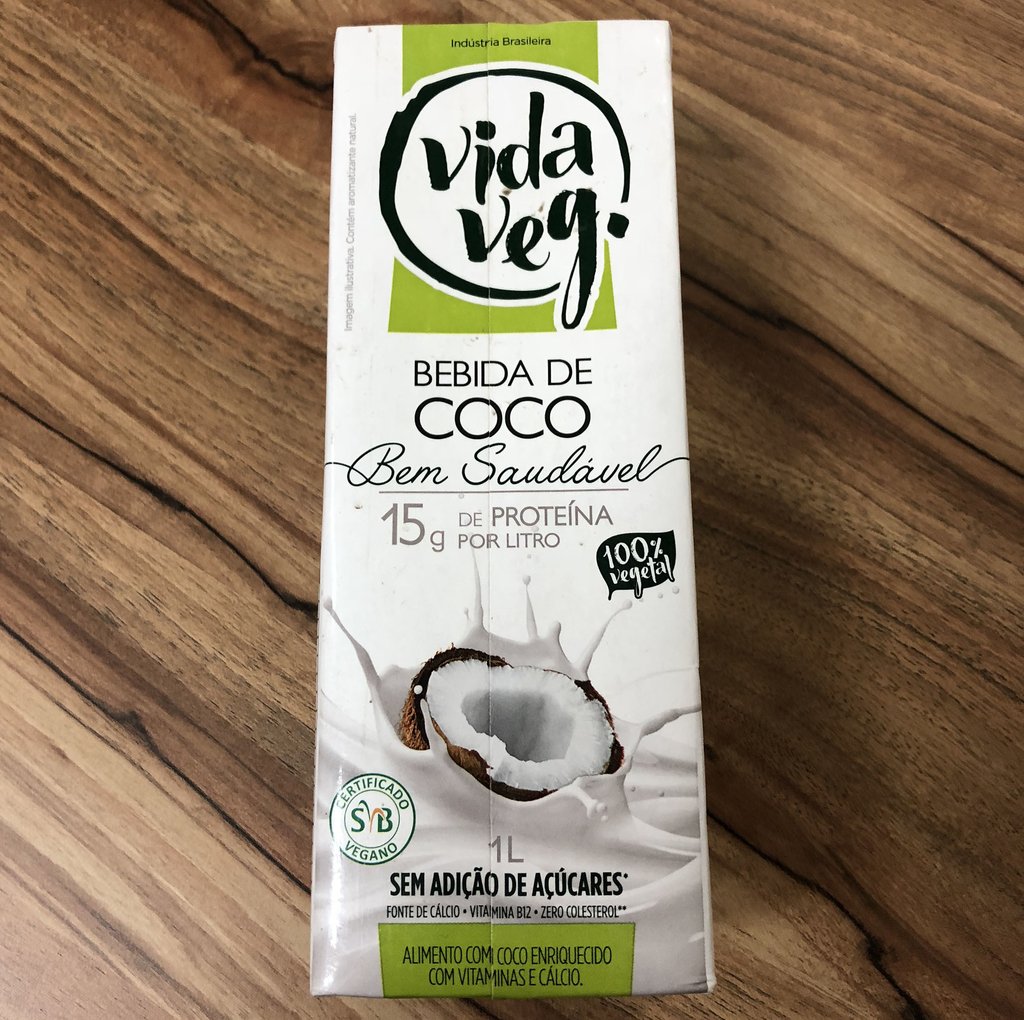 Indústria Brasileira
vida
veg.
Imagem ilustrativa. Contém aromatizante natural.
BEBIDA DE
COCO
Bem Saudável
15g DE PROTEÍNA
POR LITRO
100%
vegetal
CERTIFICADO
SVB
VEGANO
1L
SEM ADIÇÃO DE AÇÚCARES*
FONTE DE CÁLCIO • VITAMINA B12 • ZERO COLESTEROL**
ALIMENTO COM COCO ENRIQUECIDO
COM VITAMINAS E CÁLCIO.